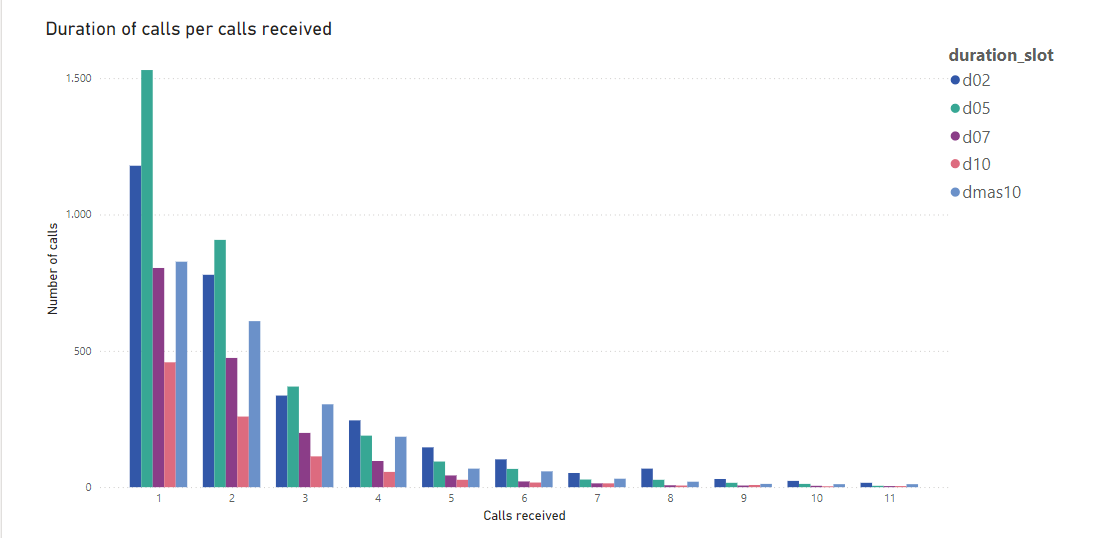 Duration of calls per calls received
duration_slot
d02
d05
d07
d10
dmas10
Number of calls
1.500
1.000
500
0
1 2 3 4 5 6 7 8 9 10 11
Calls received